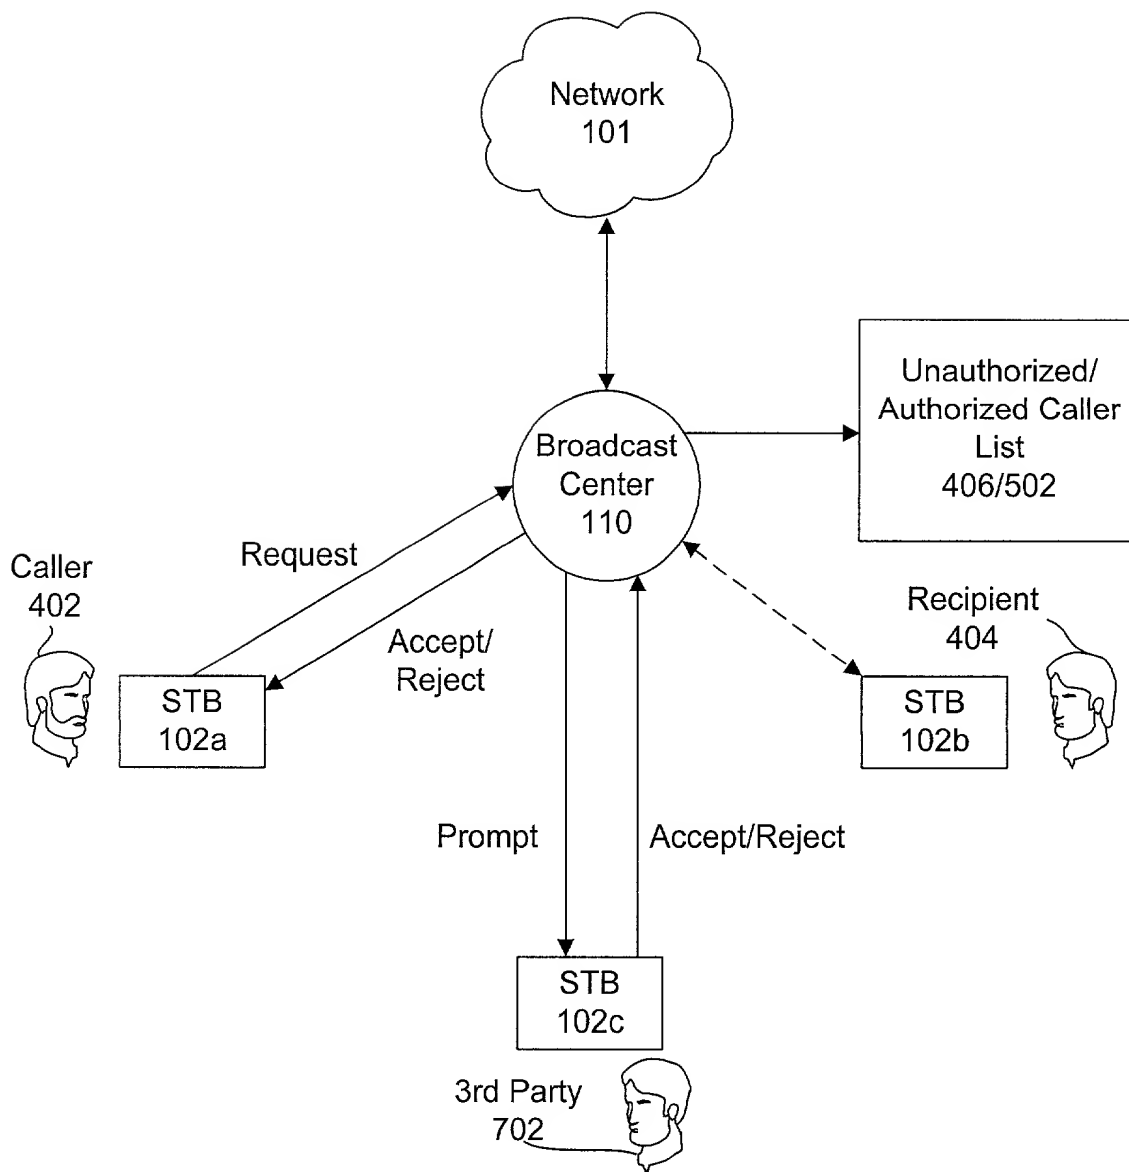 Network
101
Unauthorized/
Authorized Caller
List
406/502
Broadcast
Center
110
Request
Caller
402
Accept/
Reject
Recipient
404
STB
102a
STB
102b
Prompt
Accept/Reject
STB
102c
3rd Party
702